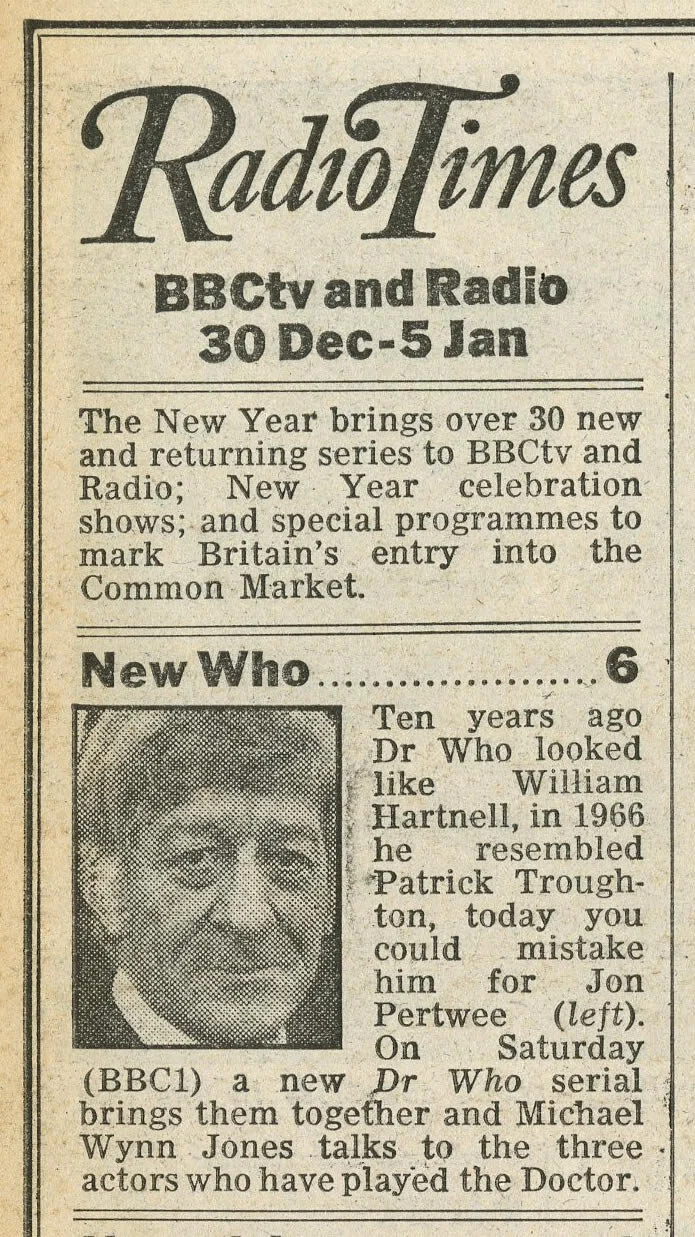 Radio Times
BBCtv and Radio
30 Dec-5 Jan
The New Year brings over 30 new
and returning series to BBCtv and
Radio; New Year celebration
shows; and special programmes to
mark Britain's entry into the
Common Market.
New Who......................6
Ten years ago
Dr Who looked
like William
Hartnell, in 1966
he resembled
Patrick Trough-
ton, today you
could mistake
him for Jon
Pertwee (left).
On Saturday
(BBC1) a new Dr Who serial
brings them together and Michael
Wynn Jones talks to the three
actors who have played the Doctor.